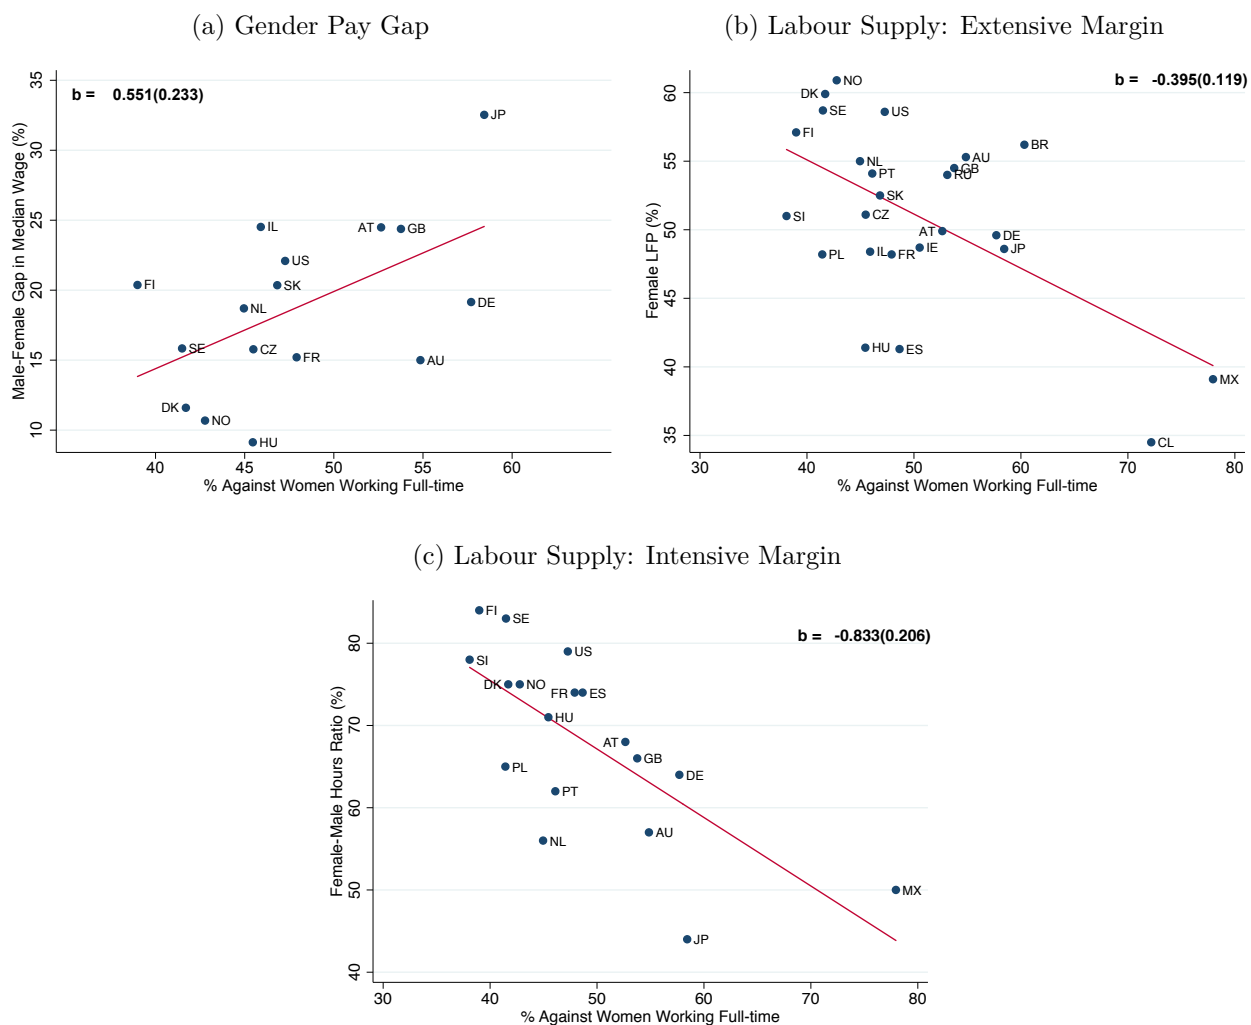 (a) Gender Pay Gap
b = 0.551(0.233)
Male-Female Gap in Median Wage (%)
35
30
25
20
15
10
JP
IL
AT
GB
US
FI
SK
DE
NL
SE
CZ
FR
AU
DK
NO
HU
40
45
50
55
60
% Against Women Working Full-time
(b) Labour Supply: Extensive Margin
b = -0.395(0.119)
Female LFP (%)
60
55
50
45
40
35
NO
DK
SE
US
FI
BR
AU
NL
GB
PT
RU
SK
SI
CZ
AT
DE
IE
JP
PL
IL
FR
HU
ES
MX
CL
30
40
50
60
70
80
% Against Women Working Full-time
(c) Labour Supply: Intensive Margin
b = -0.833(0.206)
Female-Male Hours Ratio (%)
80
70
60
50
40
FI
SE
US
SI
DK
NO
FR
ES
HU
AT
GB
PL
DE
PT
AU
NL
MX
JP
30
40
50
60
70
80
% Against Women Working Full-time